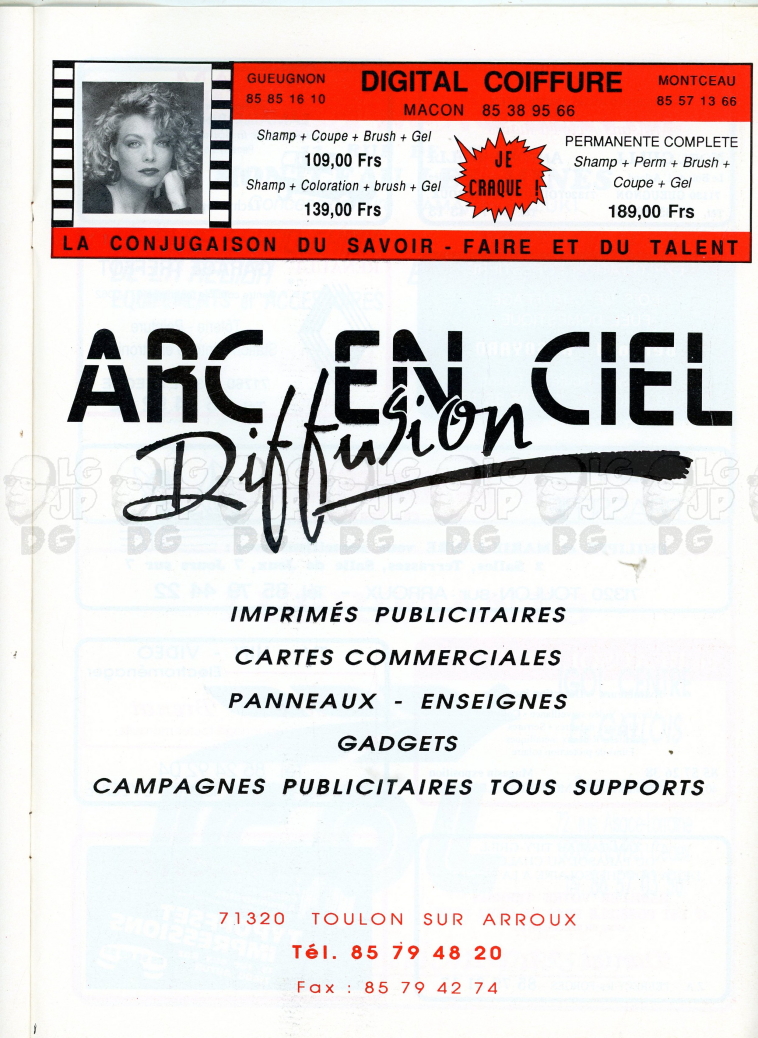 GUEUGNON
85 85 16 10
DIGITAL COIFFURE
MACON 85 38 95 66
MONTCEAU
85 57 13 66
Shamp + Coupe + Brush + Gel
109,00 Frs
Shamp + Coloration + brush + Gel
139,00 Frs
JE
CRAQUE !
PERMANENTE COMPLETE
Shamp + Perm + Brush +
Coupe + Gel
189,00 Frs
LA CONJUGAISON DU SAVOIR - FAIRE ET DU TALENT
ARC EN CIEL
Diffusion
LG JP DG
IMPRIMÉS PUBLICITAIRES
CARTES COMMERCIALES
PANNEAUX - ENSEIGNES
GADGETS
CAMPAGNES PUBLICITAIRES TOUS SUPPORTS
71320 TOULON SUR ARROUX
Tél. 85 79 48 20
Fax : 85 79 42 74